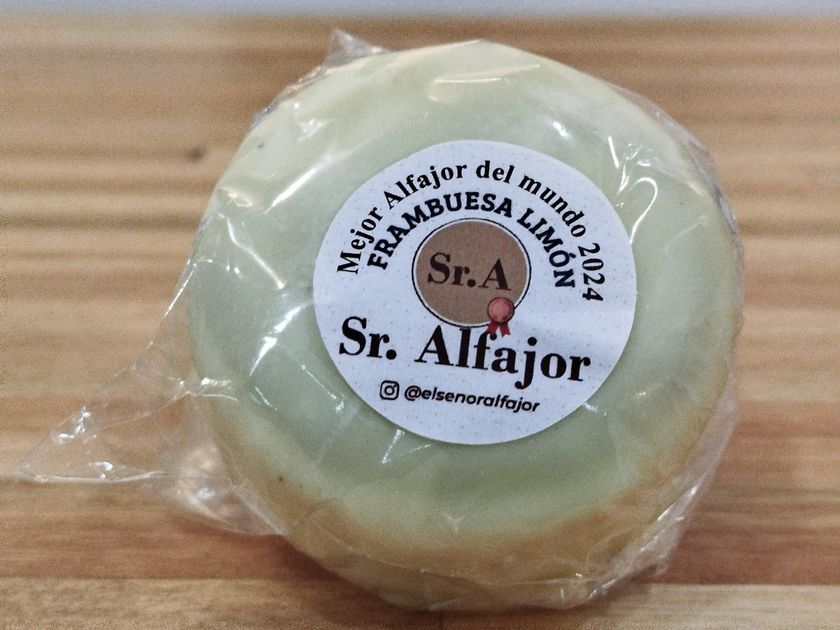 Mejor Alfajor del mundo 2024
FRAMBUESA LIMÓN
Sr.A
Sr. Alfajor
@elsenoralfajor